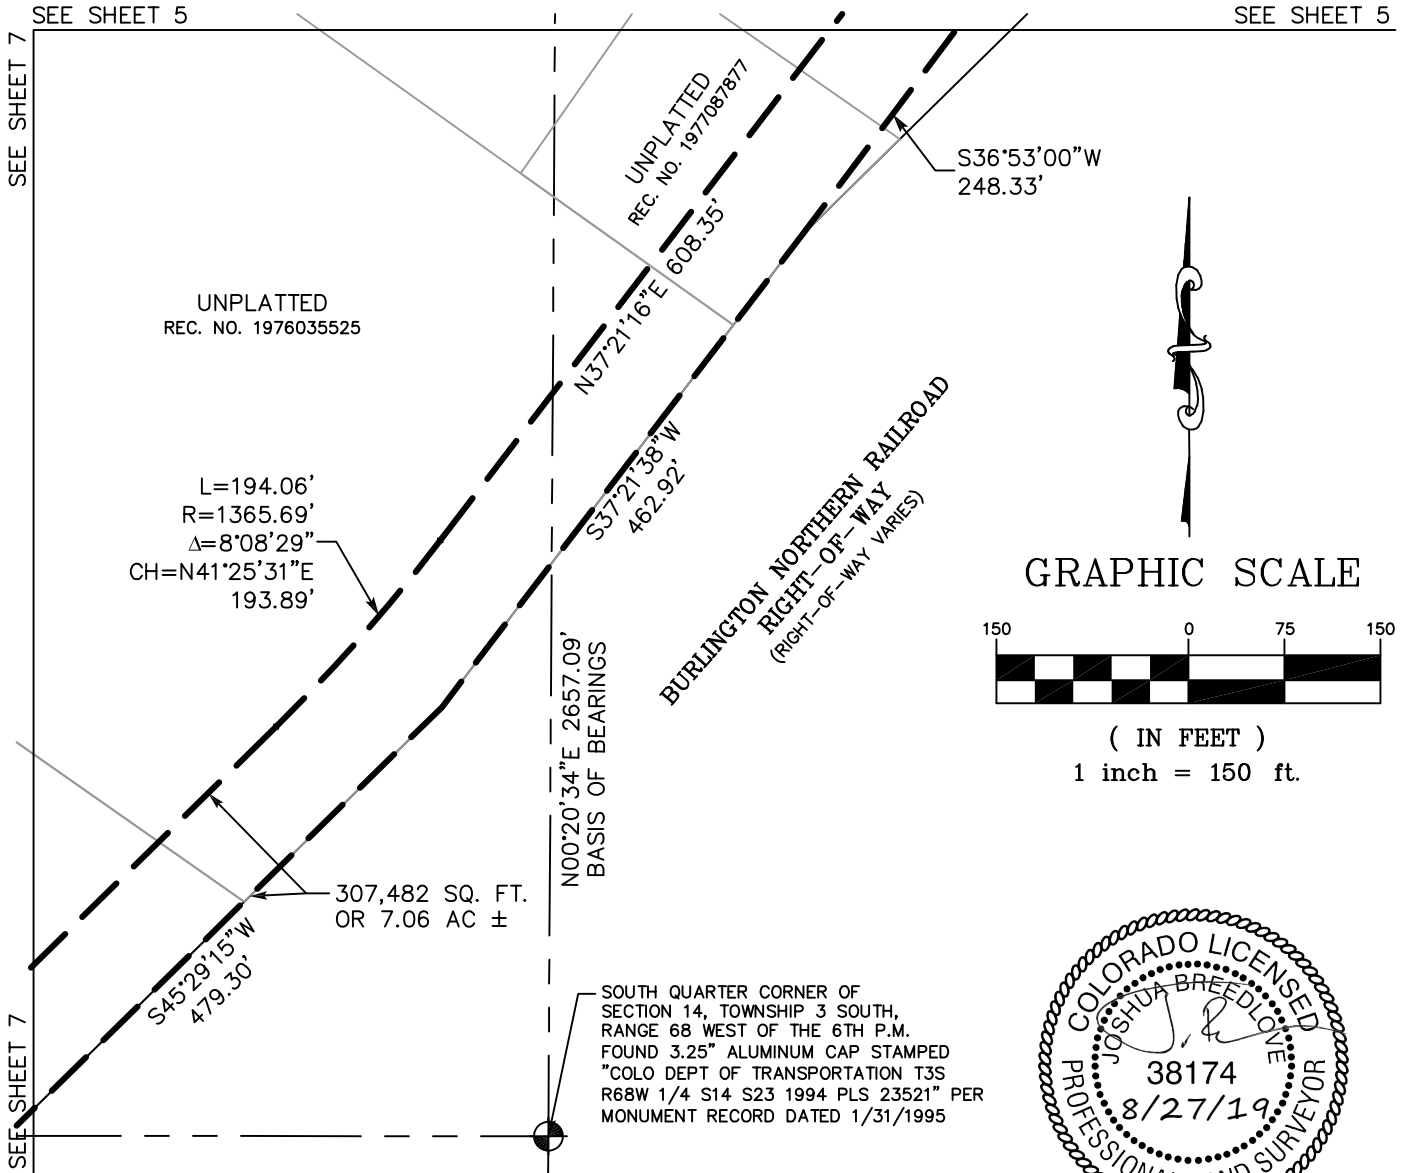 SEE SHEET 5
SEE SHEET 5
SEE SHEET 7
UNPLATTED
REC. NO. 1977087877
S36°53'00"W
248.33'
N37°21'16"E 608.35'
UNPLATTED
REC. NO. 1976035525
S37°21'38"W
462.92'
BURLINGTON NORTHERN RAILROAD
RIGHT-OF-WAY
(RIGHT-OF-WAY VARIES)
L=194.06'
R=1365.69'
Δ=8°08'29"
CH=N41°25'31"E
193.89'
GRAPHIC SCALE
150 0 75 150
( IN FEET )
1 inch = 150 ft.
N00°20'34"E 2657.09'
BASIS OF BEARINGS
307,482 SQ. FT.
OR 7.06 AC ±
S45°29'15"W
479.30'
SEE SHEET 7
SOUTH QUARTER CORNER OF
SECTION 14, TOWNSHIP 3 SOUTH,
RANGE 68 WEST OF THE 6TH P.M.
FOUND 3.25" ALUMINUM CAP STAMPED
"COLO DEPT OF TRANSPORTATION T3S
R68W 1/4 S14 S23 1994 PLS 23521" PER
MONUMENT RECORD DATED 1/31/1995
COLORADO LICENSED
JOSHUA BREEDLOVE
38174
8/27/19
PROFESSIONAL LAND SURVEYOR